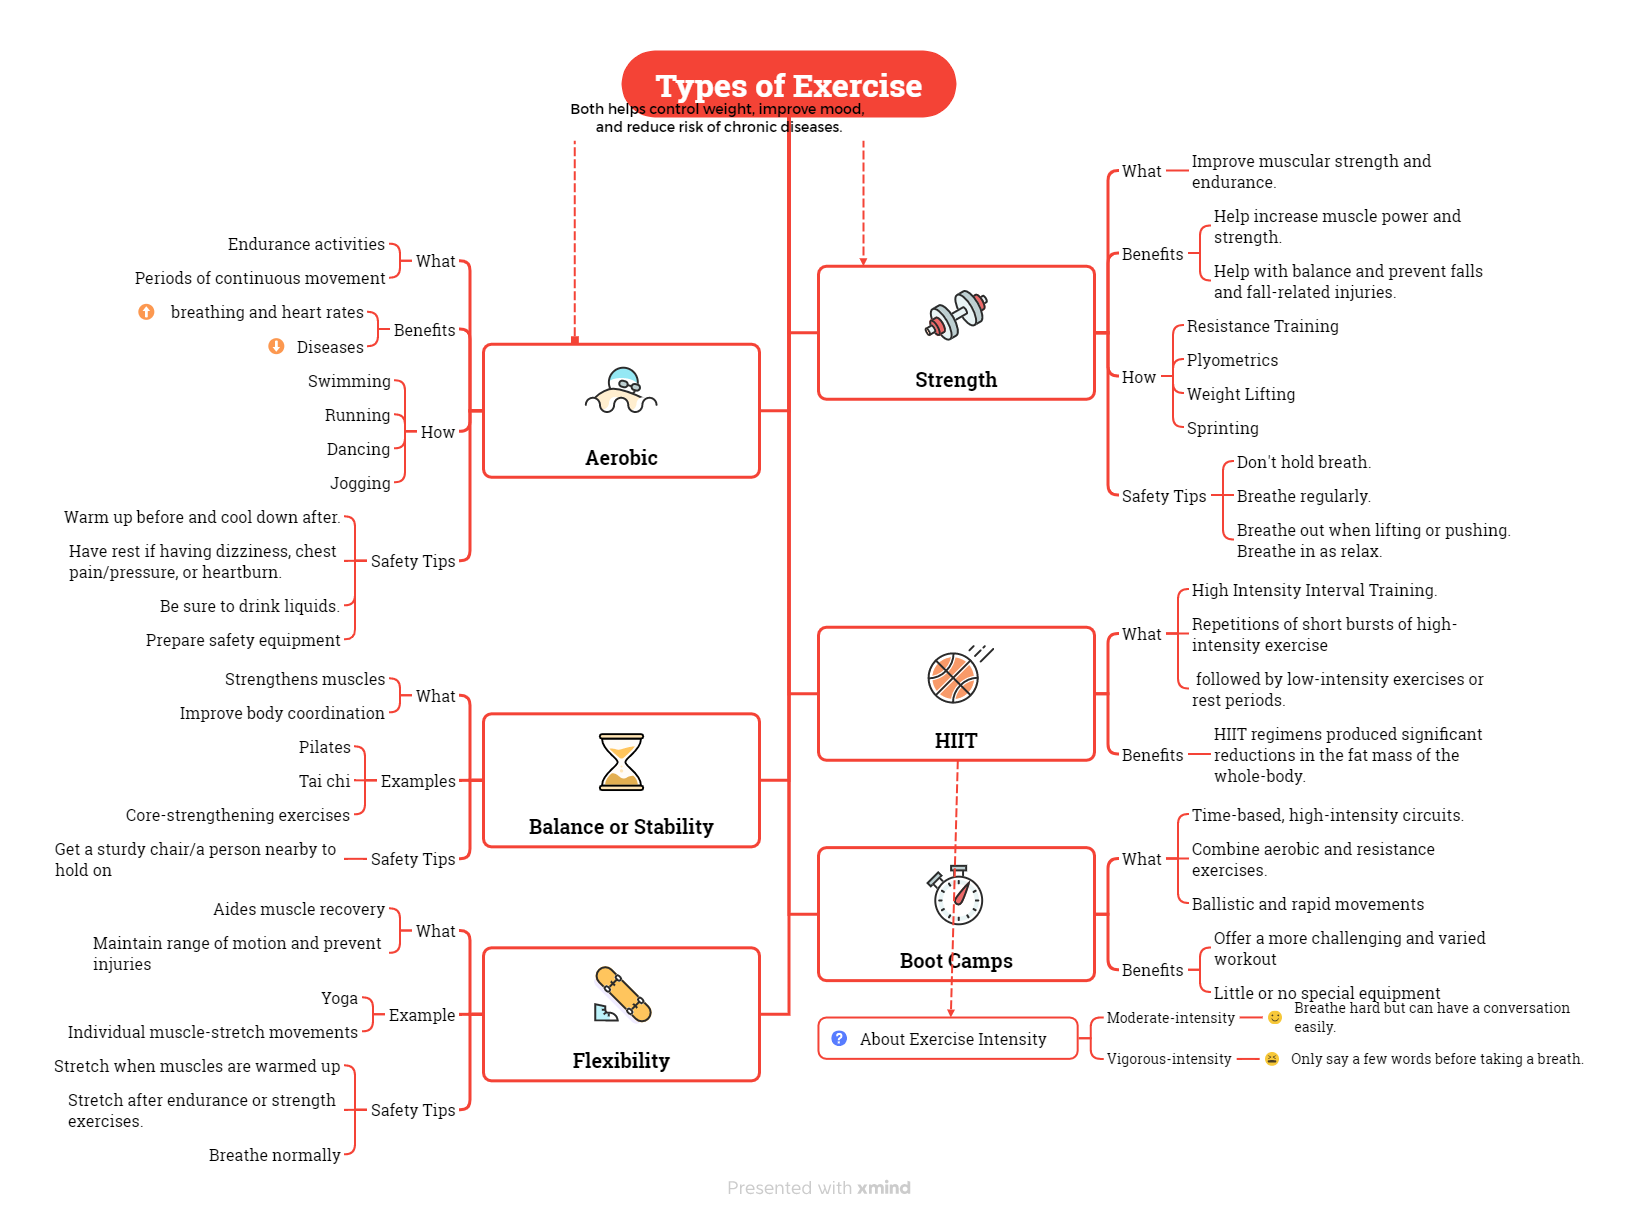 Types of Exercise
Both helps control weight, improve mood,
and reduce risk of chronic diseases.
Aerobic
What
Endurance activities
Periods of continuous movement
Benefits
breathing and heart rates
Diseases
How
Swimming
Running
Dancing
Jogging
Safety Tips
Warm up before and cool down after.
Have rest if having dizziness, chest
pain/pressure, or heartburn.
Be sure to drink liquids.
Prepare safety equipment
Balance or Stability
What
Strengthens muscles
Improve body coordination
Examples
Pilates
Tai chi
Core-strengthening exercises
Safety Tips
Get a sturdy chair/a person nearby to
hold on
Flexibility
What
Aides muscle recovery
Maintain range of motion and prevent
injuries
Example
Yoga
Individual muscle-stretch movements
Safety Tips
Stretch when muscles are warmed up
Stretch after endurance or strength
exercises.
Breathe normally
Strength
What
Improve muscular strength and
endurance.
Benefits
Help increase muscle power and
strength.
Help with balance and prevent falls
and fall-related injuries.
How
Resistance Training
Plyometrics
Weight Lifting
Sprinting
Safety Tips
Don't hold breath.
Breathe regularly.
Breathe out when lifting or pushing.
Breathe in as relax.
HIIT
What
High Intensity Interval Training.
Repetitions of short bursts of high-
intensity exercise
followed by low-intensity exercises or
rest periods.
Benefits
HIIT regimens produced significant
reductions in the fat mass of the
whole-body.
Boot Camps
What
Time-based, high-intensity circuits.
Combine aerobic and resistance
exercises.
Ballistic and rapid movements
Benefits
Offer a more challenging and varied
workout
Little or no special equipment
? About Exercise Intensity
Moderate-intensity
Breathe hard but can have a conversation
easily.
Vigorous-intensity
Only say a few words before taking a breath.
Presented with xmind